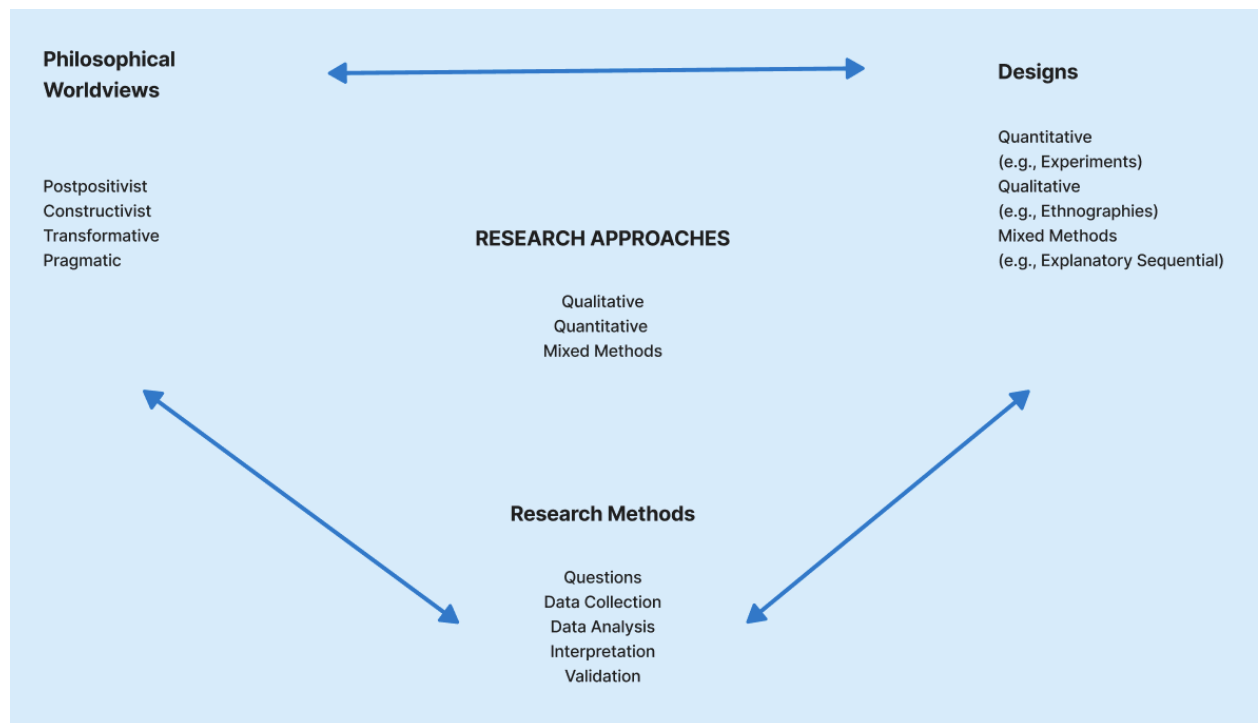 Philosophical
Worldviews
Postpositivist
Constructivist
Transformative
Pragmatic
Designs
Quantitative
(e.g., Experiments)
Qualitative
(e.g., Ethnographies)
Mixed Methods
(e.g., Explanatory Sequential)
RESEARCH APPROACHES
Qualitative
Quantitative
Mixed Methods
Research Methods
Questions
Data Collection
Data Analysis
Interpretation
Validation